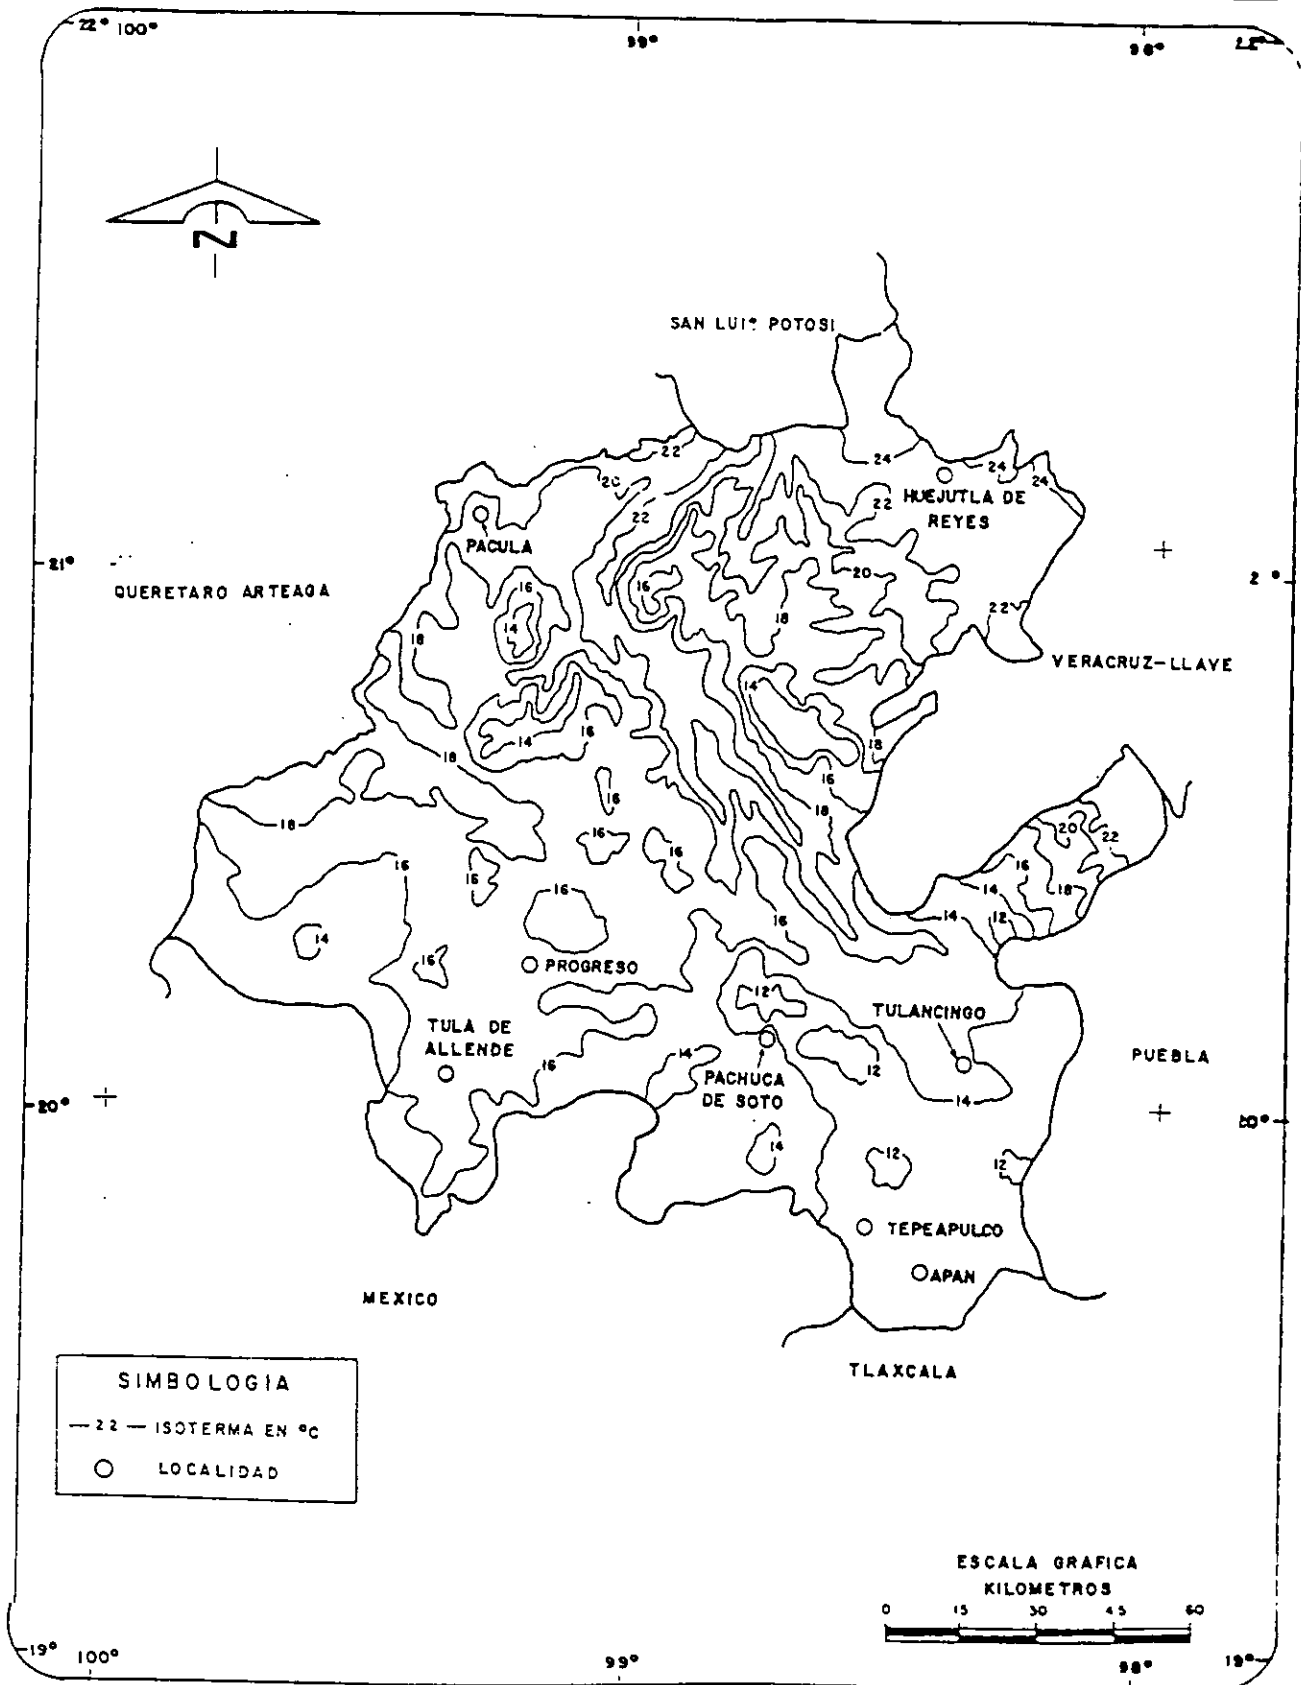 22° 100°
99°
98°
22°
N
SAN LUIS POTOSI
22
24
24
24
20
HUEJUTLA DE
REYES
22
22
PACULA
21°
QUERETARO ARTEAGA
16
16
20
14
18
18
22
VERACRUZ-LLAVE
14
14
16
18
18
16
16
18
18
20
22
16
16
16
16
16
14
18
16
16
14
12
14
16
PROGRESO
12
TULANCINGO
TULA DE
ALLENDE
16
14
PACHUCA
DE SOTO
12
14
PUEBLA
20°
20°
14
12
12
TEPEAPULCO
APAN
MEXICO
TLAXCALA
SIMBOLOGIA
—22— ISOTERMA EN °C
LOCALIDAD
ESCALA GRAFICA
KILOMETROS
0 15 30 45 60
19° 100°
99°
98°
19°